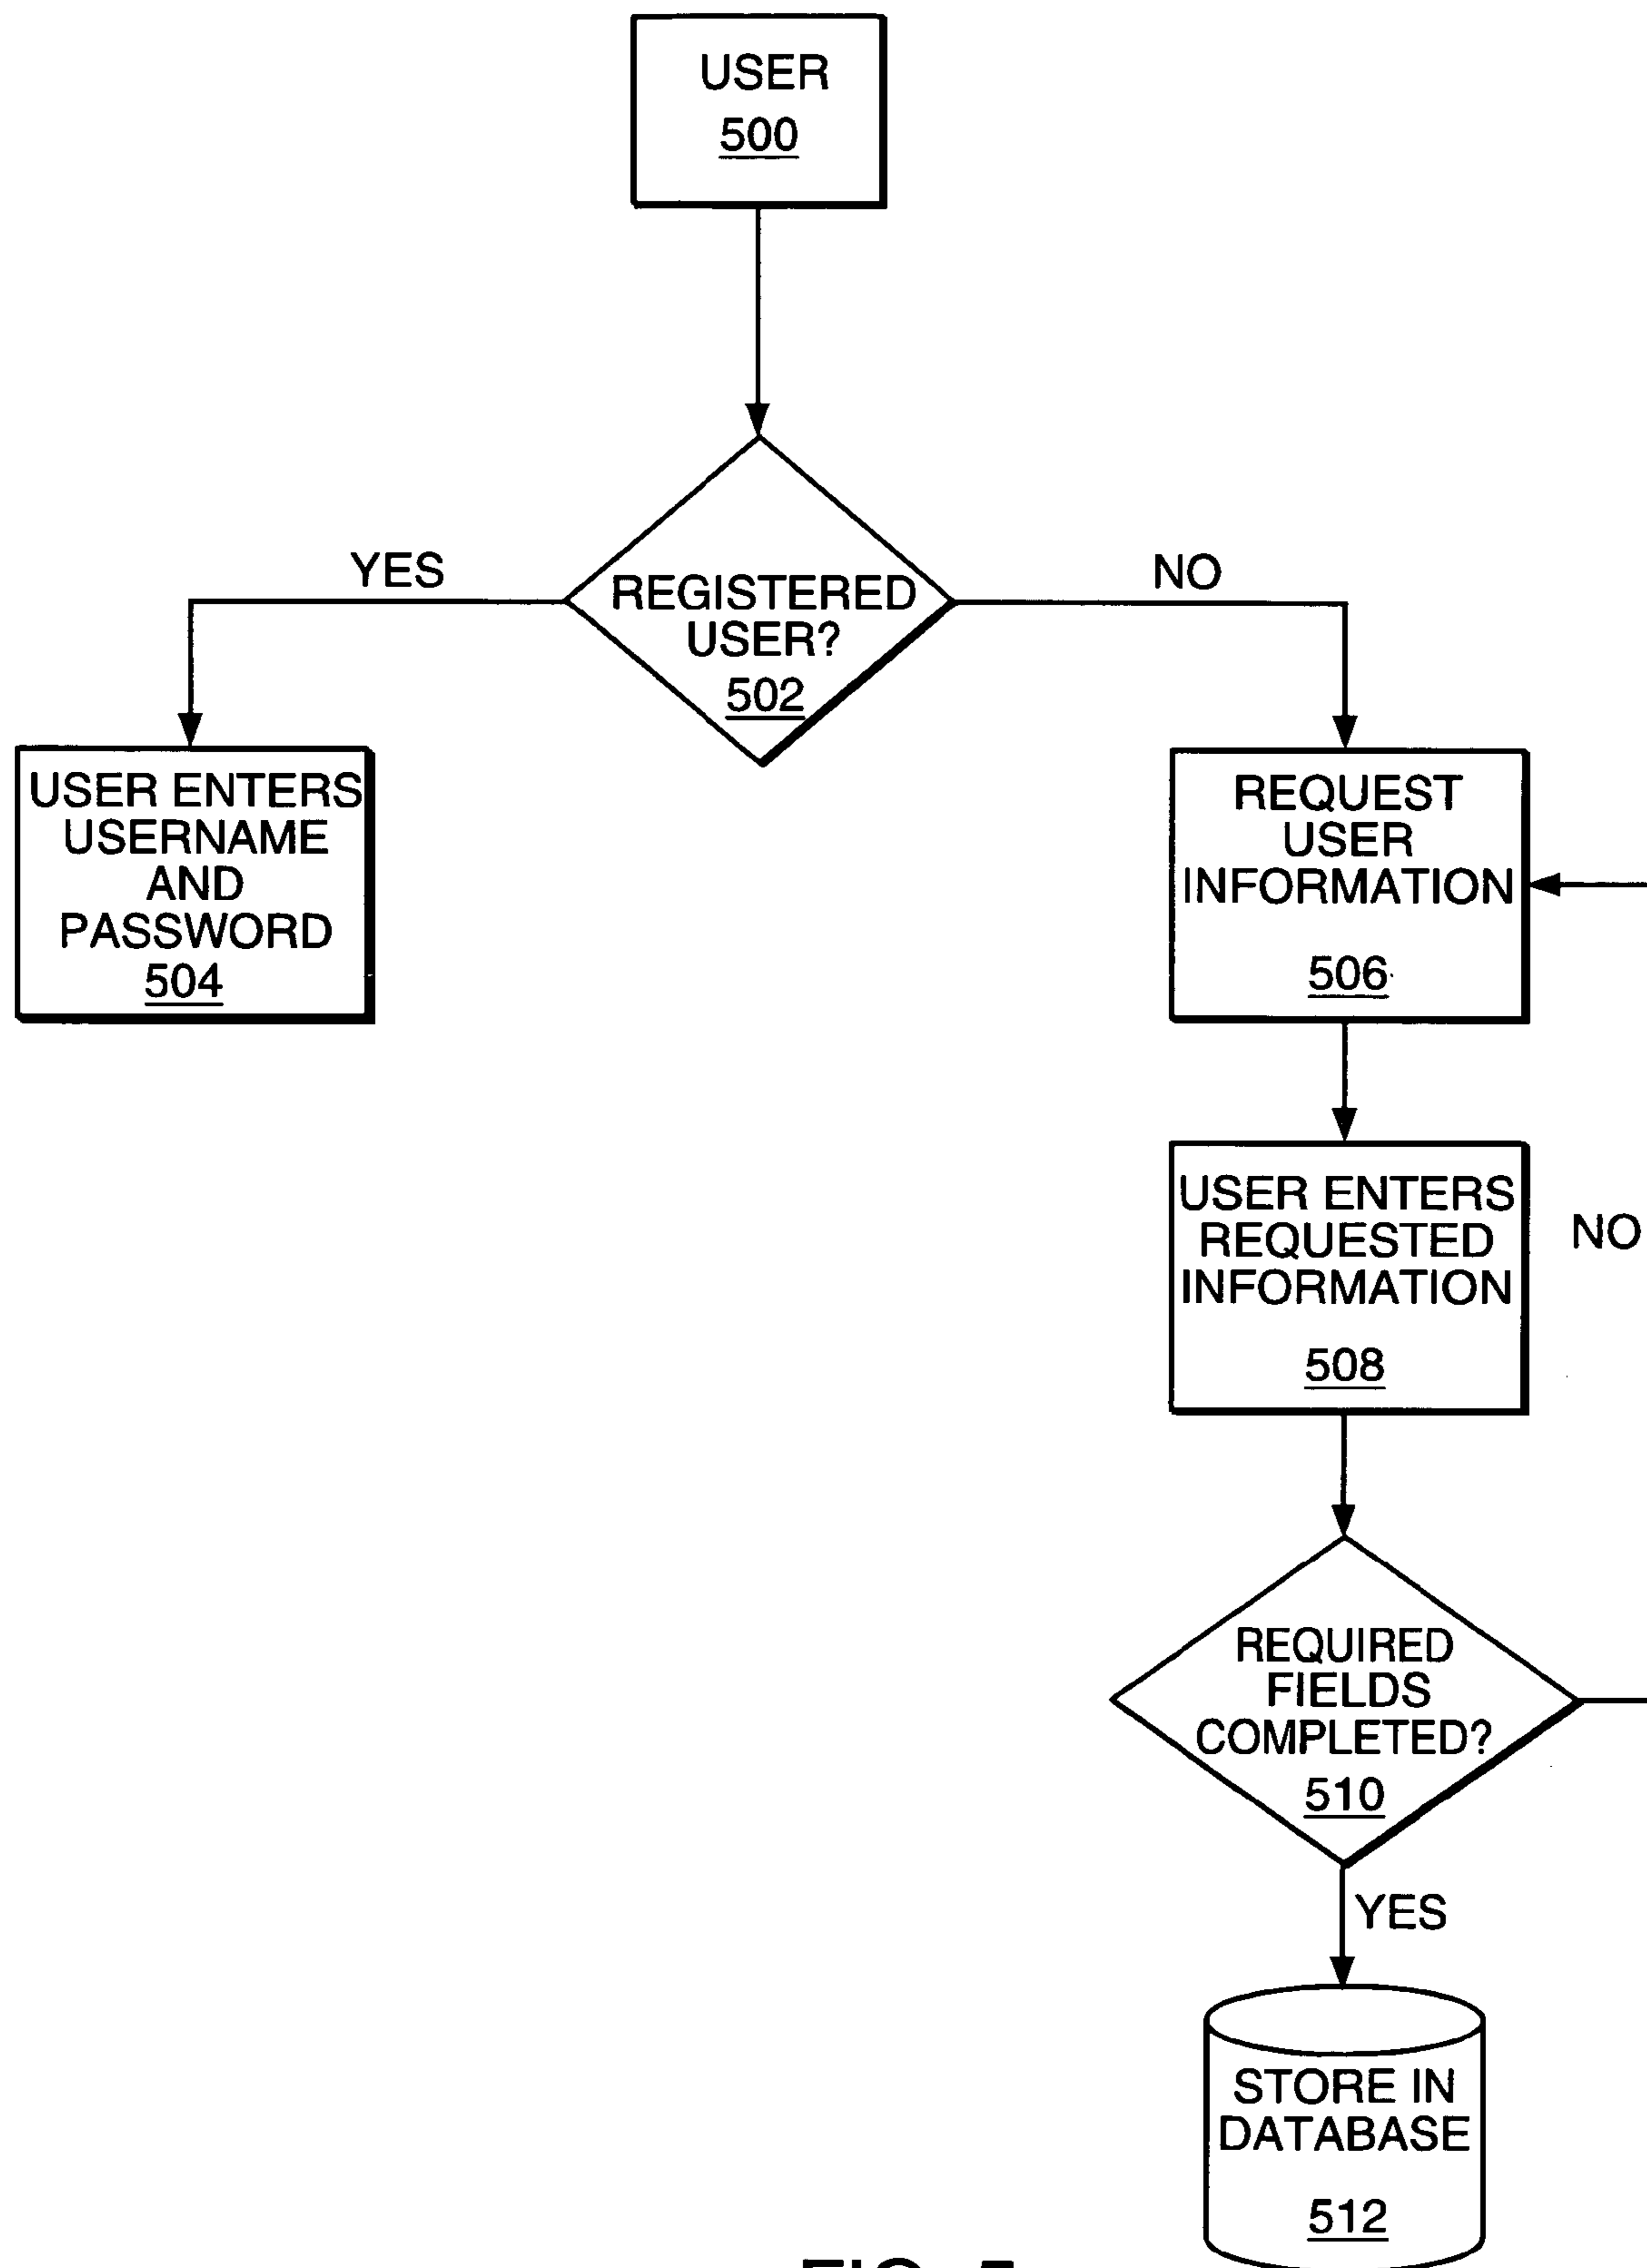 USER
500
YES
NO
REGISTERED
USER?
502
USER ENTERS
USERNAME
AND
PASSWORD
504
REQUEST
USER
INFORMATION
506
USER ENTERS
REQUESTED
INFORMATION
508
NO
REQUIRED
FIELDS
COMPLETED?
510
YES
STORE IN
DATABASE
512